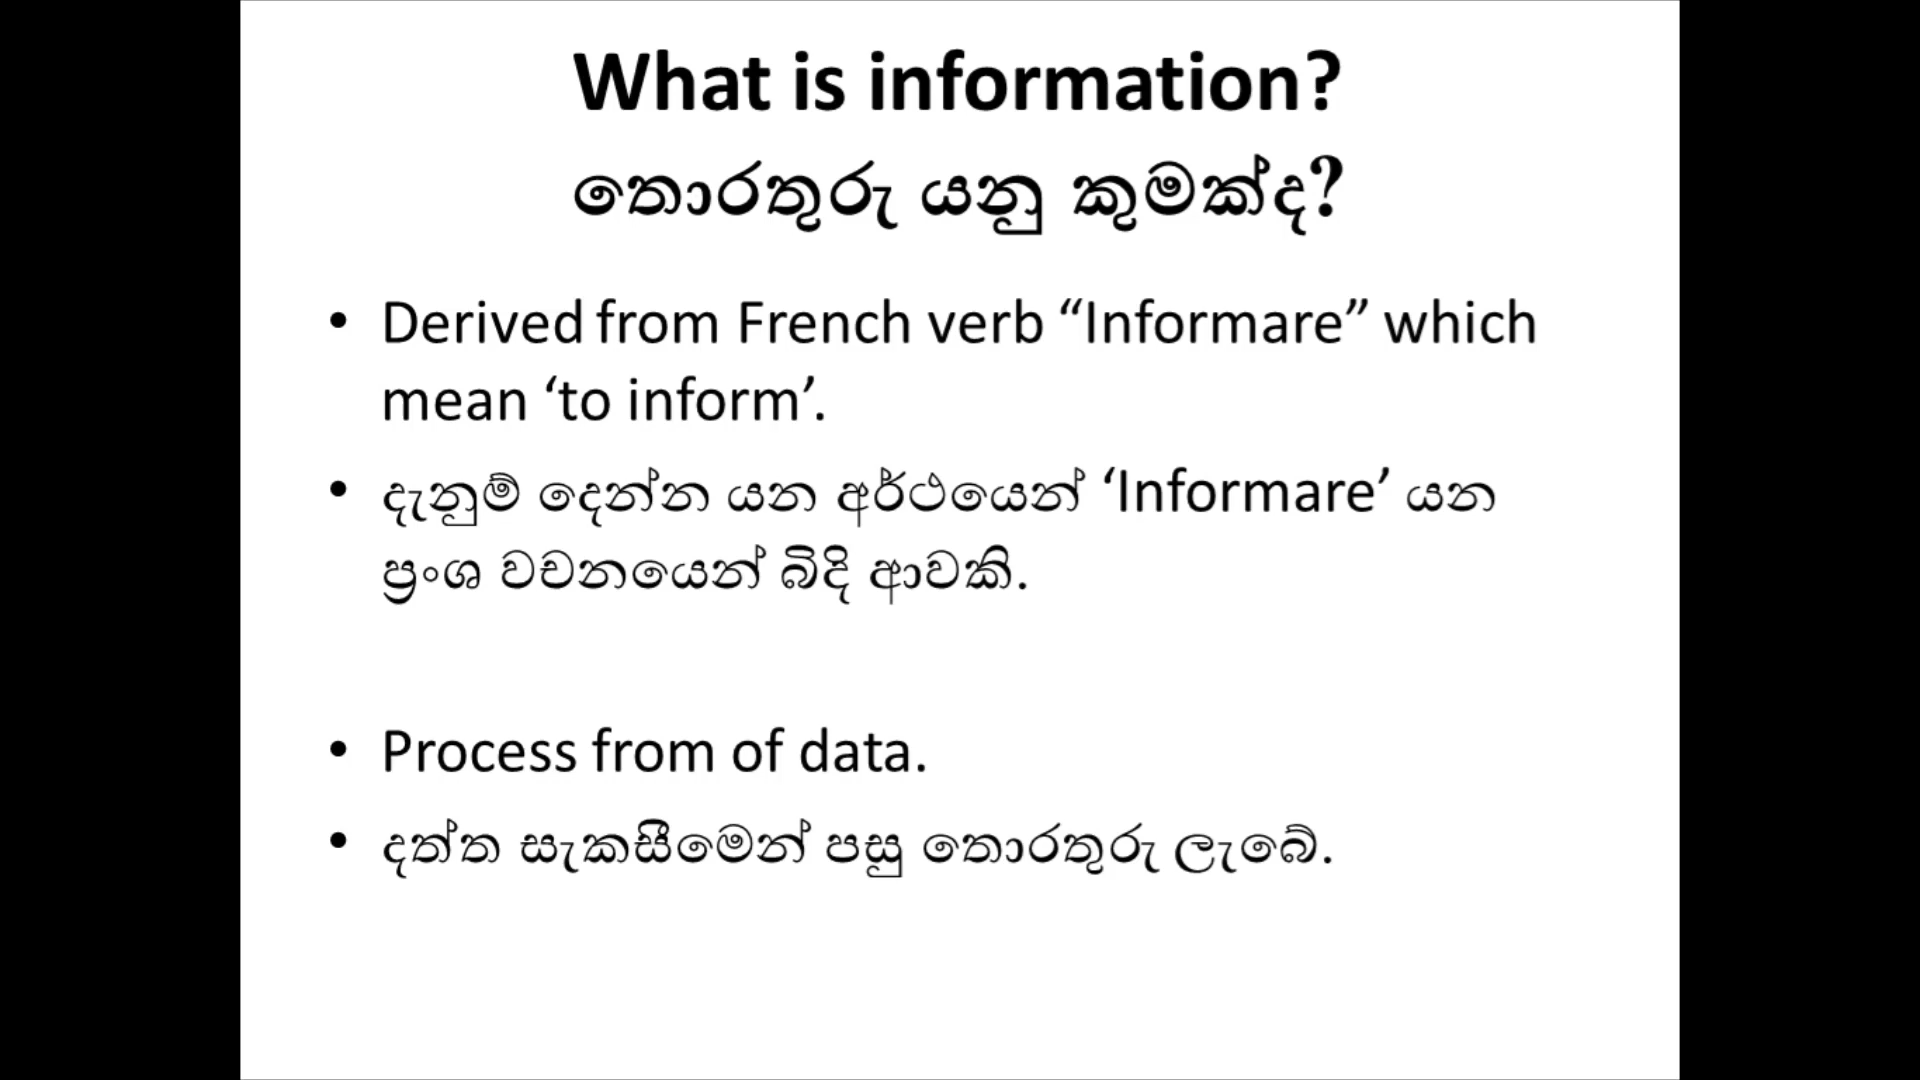 What is information?
තොරතුරු යනු කුමක්ද?
• Derived from French verb “Informare” which
mean ‘to inform’.
• දැනුම් දෙන්න යන අර්ථයෙන් ‘Informare’ යන
ප්‍රංශ වචනයෙන් බිදි ආවකි.
• Process from of data.
• දත්ත සැකසීමෙන් පසු තොරතුරු ලැබේ.